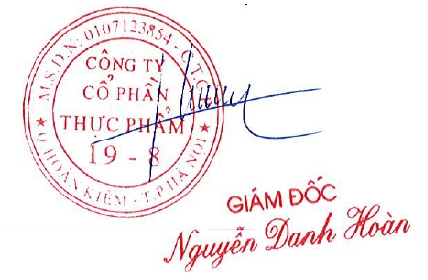 M.S.D.N: 0107123854 - C.T.C.P
CÔNG TY
CỔ PHẦN
THỰC PHẨM
19 - 8
Q HOÀN KIẾM - T.P HÀ NỘI
GIÁM ĐỐC
Nguyễn Danh Hoàn